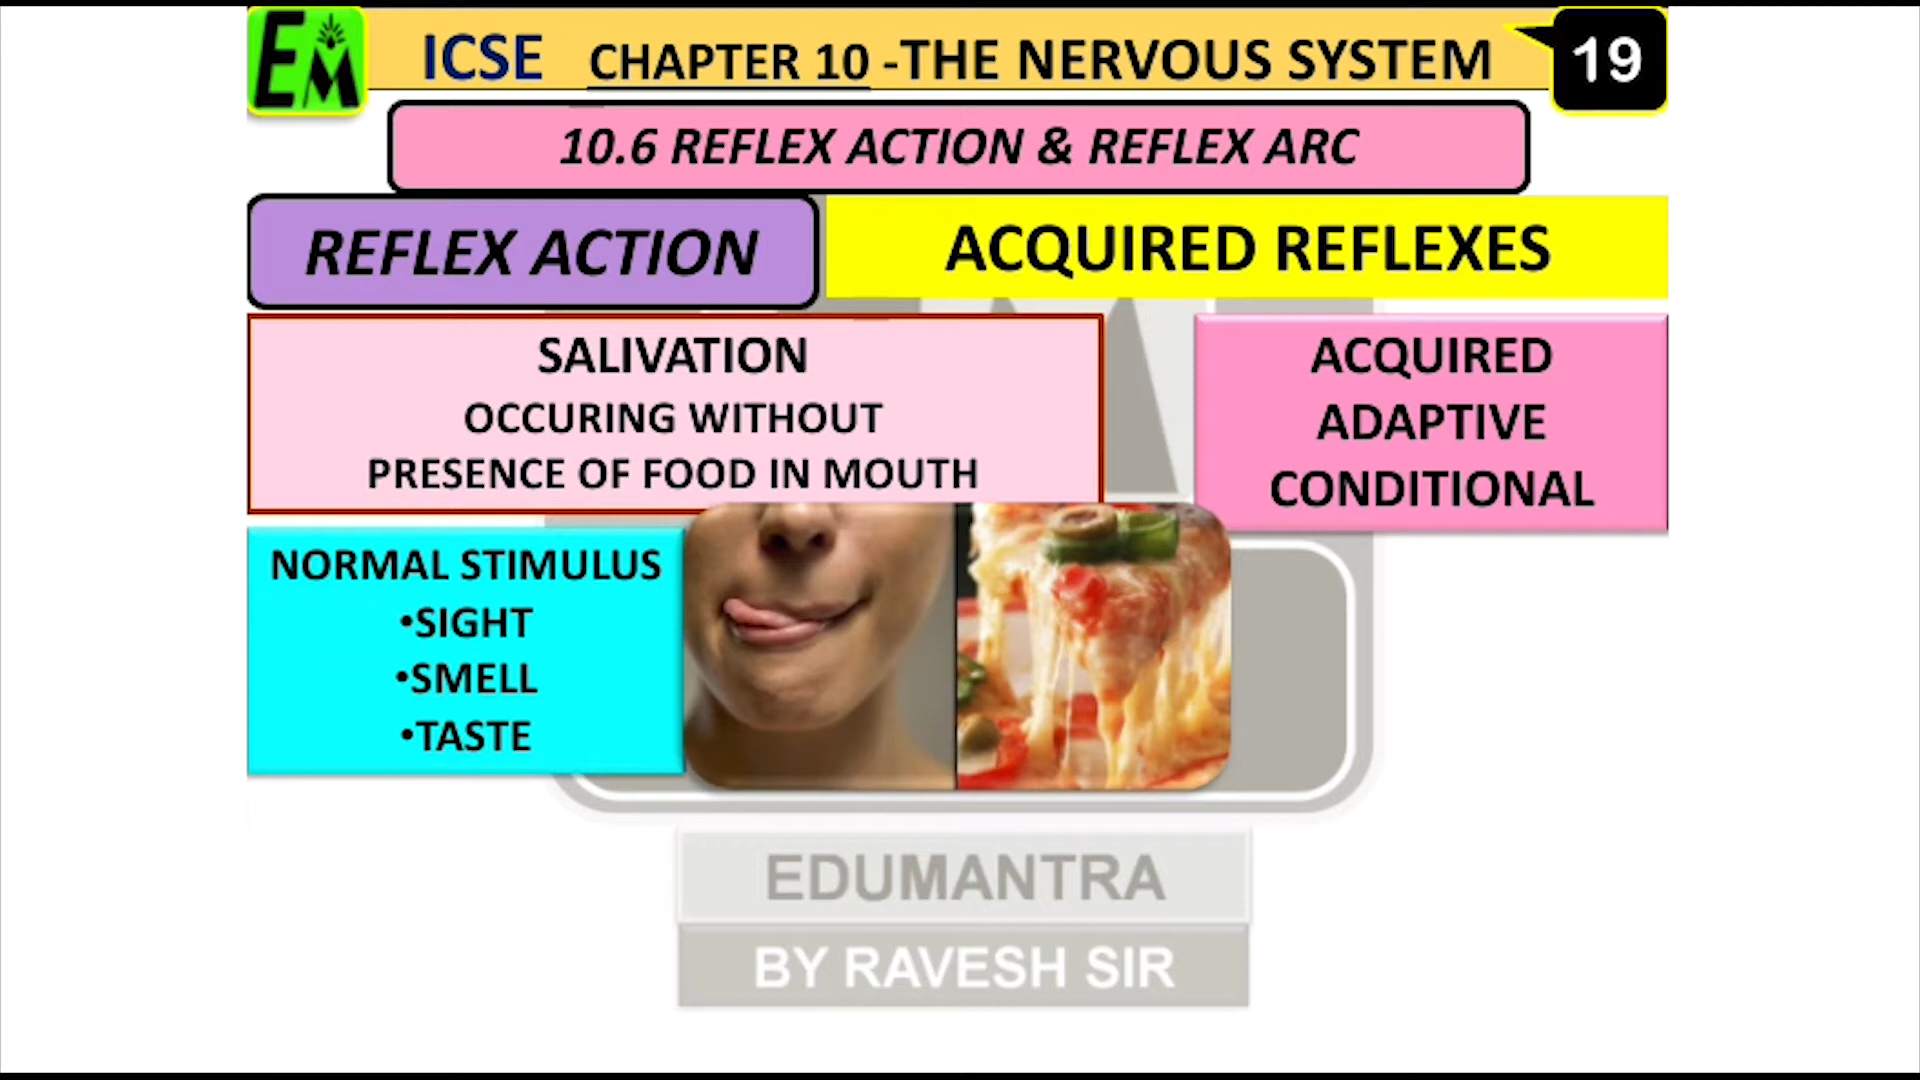 EM
ICSE CHAPTER 10 -THE NERVOUS SYSTEM
19
10.6 REFLEX ACTION & REFLEX ARC
REFLEX ACTION
ACQUIRED REFLEXES
SALIVATION
OCCURING WITHOUT
PRESENCE OF FOOD IN MOUTH
ACQUIRED
ADAPTIVE
CONDITIONAL
NORMAL STIMULUS
•SIGHT
•SMELL
•TASTE
EDUMANTRA
BY RAVESH SIR